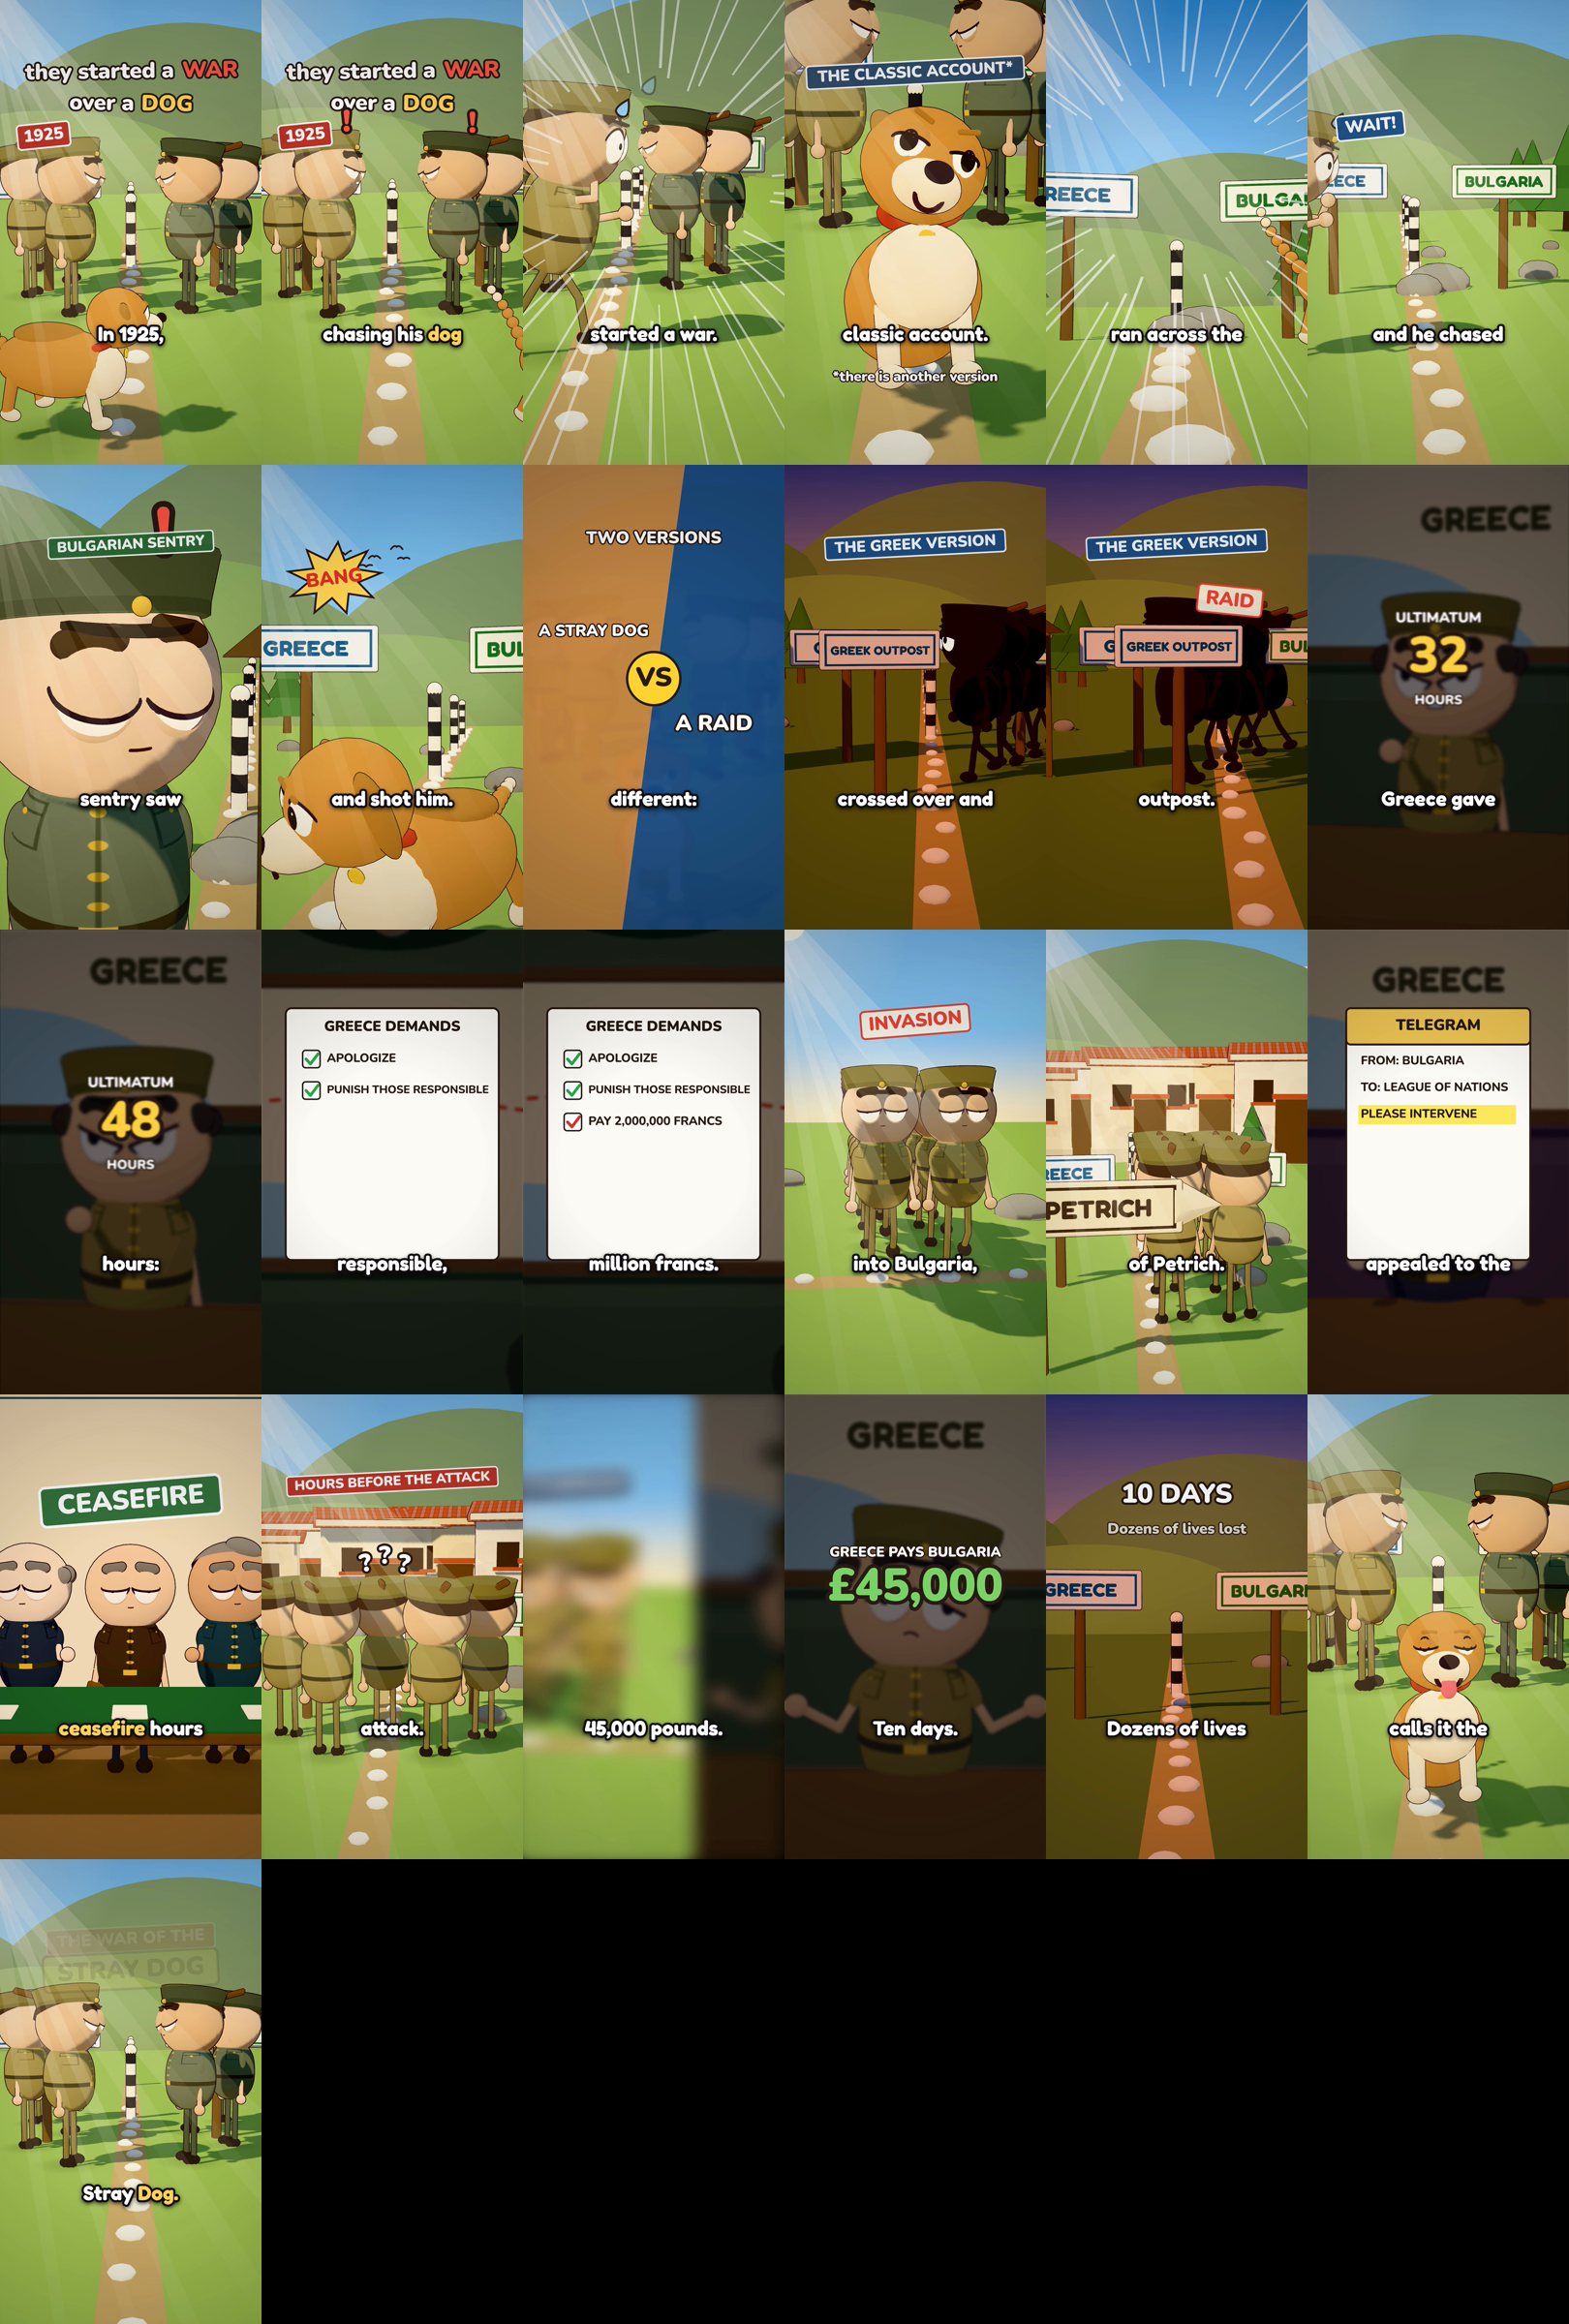 they started a WAR
over a DOG
1925
In 1925,
they started a WAR
over a DOG
1925
!
!
chasing his dog
started a war.
THE CLASSIC ACCOUNT*
classic account.
*there is another version
REECE
BULGA
ran across the
WAIT!
ECE
BULGARIA
and he chased
!
BULGARIAN SENTRY
sentry saw
BANG
GREECE
BUL
and shot him.
TWO VERSIONS
A STRAY DOG
VS
A RAID
different:
THE GREEK VERSION
G
GREEK OUTPOST
crossed over and
THE GREEK VERSION
RAID
G
GREEK OUTPOST
BUL
outpost.
GREECE
ULTIMATUM
32
HOURS
Greece gave
GREECE
ULTIMATUM
48
HOURS
hours:
GREECE DEMANDS
APOLOGIZE
PUNISH THOSE RESPONSIBLE
responsible,
GREECE DEMANDS
APOLOGIZE
PUNISH THOSE RESPONSIBLE
PAY 2,000,000 FRANCS
million francs.
INVASION
into Bulgaria,
REECE
PETRICH
of Petrich.
GREECE
TELEGRAM
FROM: BULGARIA
TO: LEAGUE OF NATIONS
PLEASE INTERVENE
appealed to the
CEASEFIRE
ceasefire hours
HOURS BEFORE THE ATTACK
? ? ?
attack.
45,000 pounds.
GREECE
GREECE PAYS BULGARIA
£45,000
Ten days.
10 DAYS
Dozens of lives lost
GREECE
BULGARI
Dozens of lives
calls it the
THE WAR OF THE
STRAY DOG
Stray Dog.